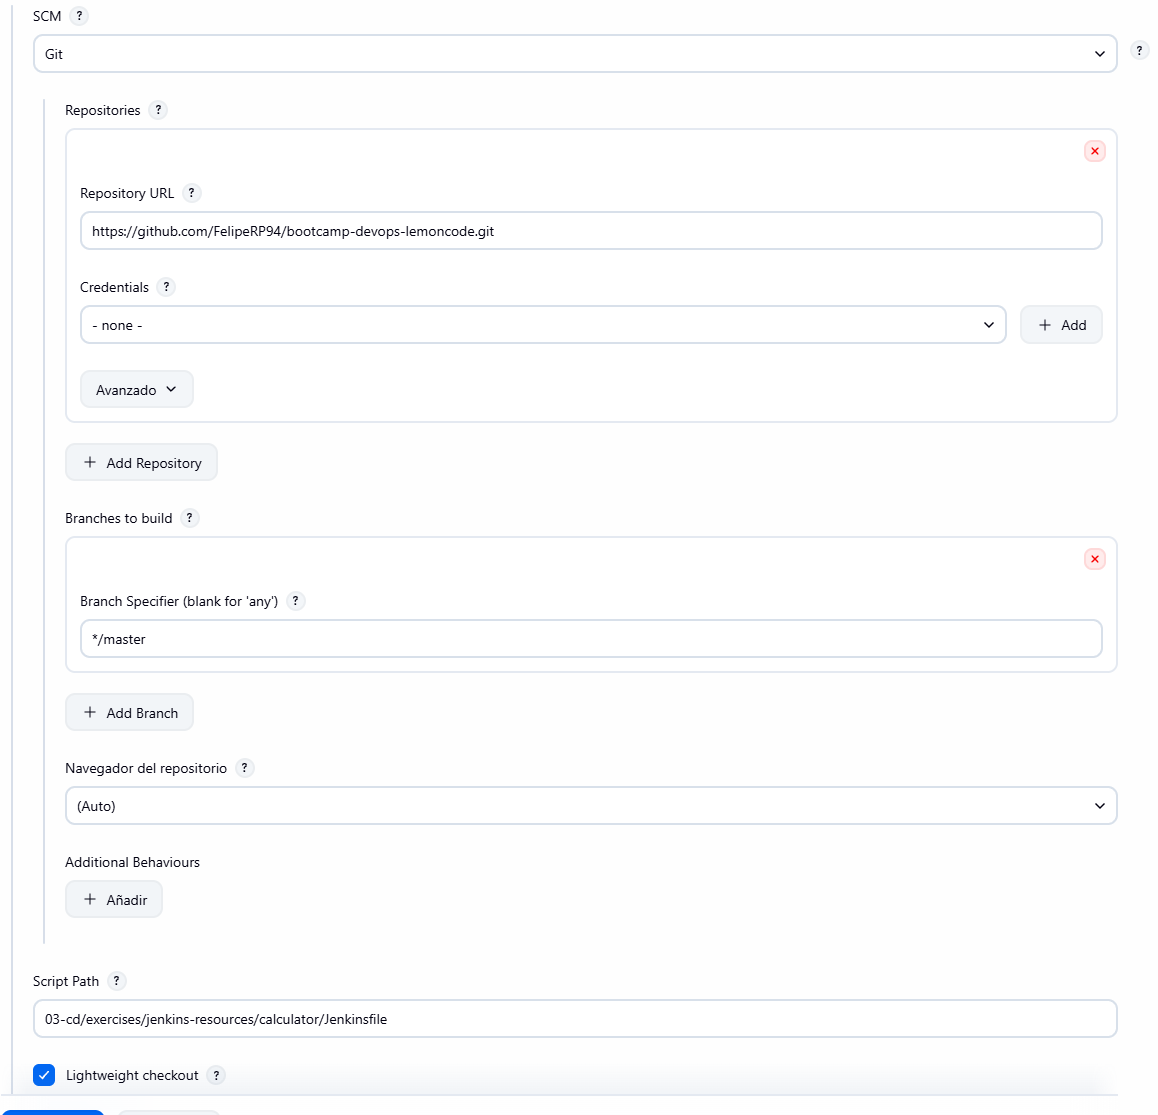 SCM ?
Git
?
Repositories ?
Repository URL ?
https://github.com/FelipeRP94/bootcamp-devops-lemoncode.git
Credentials ?
- none -
+ Add
Avanzado
+ Add Repository
Branches to build ?
Branch Specifier (blank for 'any') ?
*/master
+ Add Branch
Navegador del repositorio ?
(Auto)
Additional Behaviours
+ Añadir
Script Path ?
03-cd/exercises/jenkins-resources/calculator/Jenkinsfile
Lightweight checkout ?